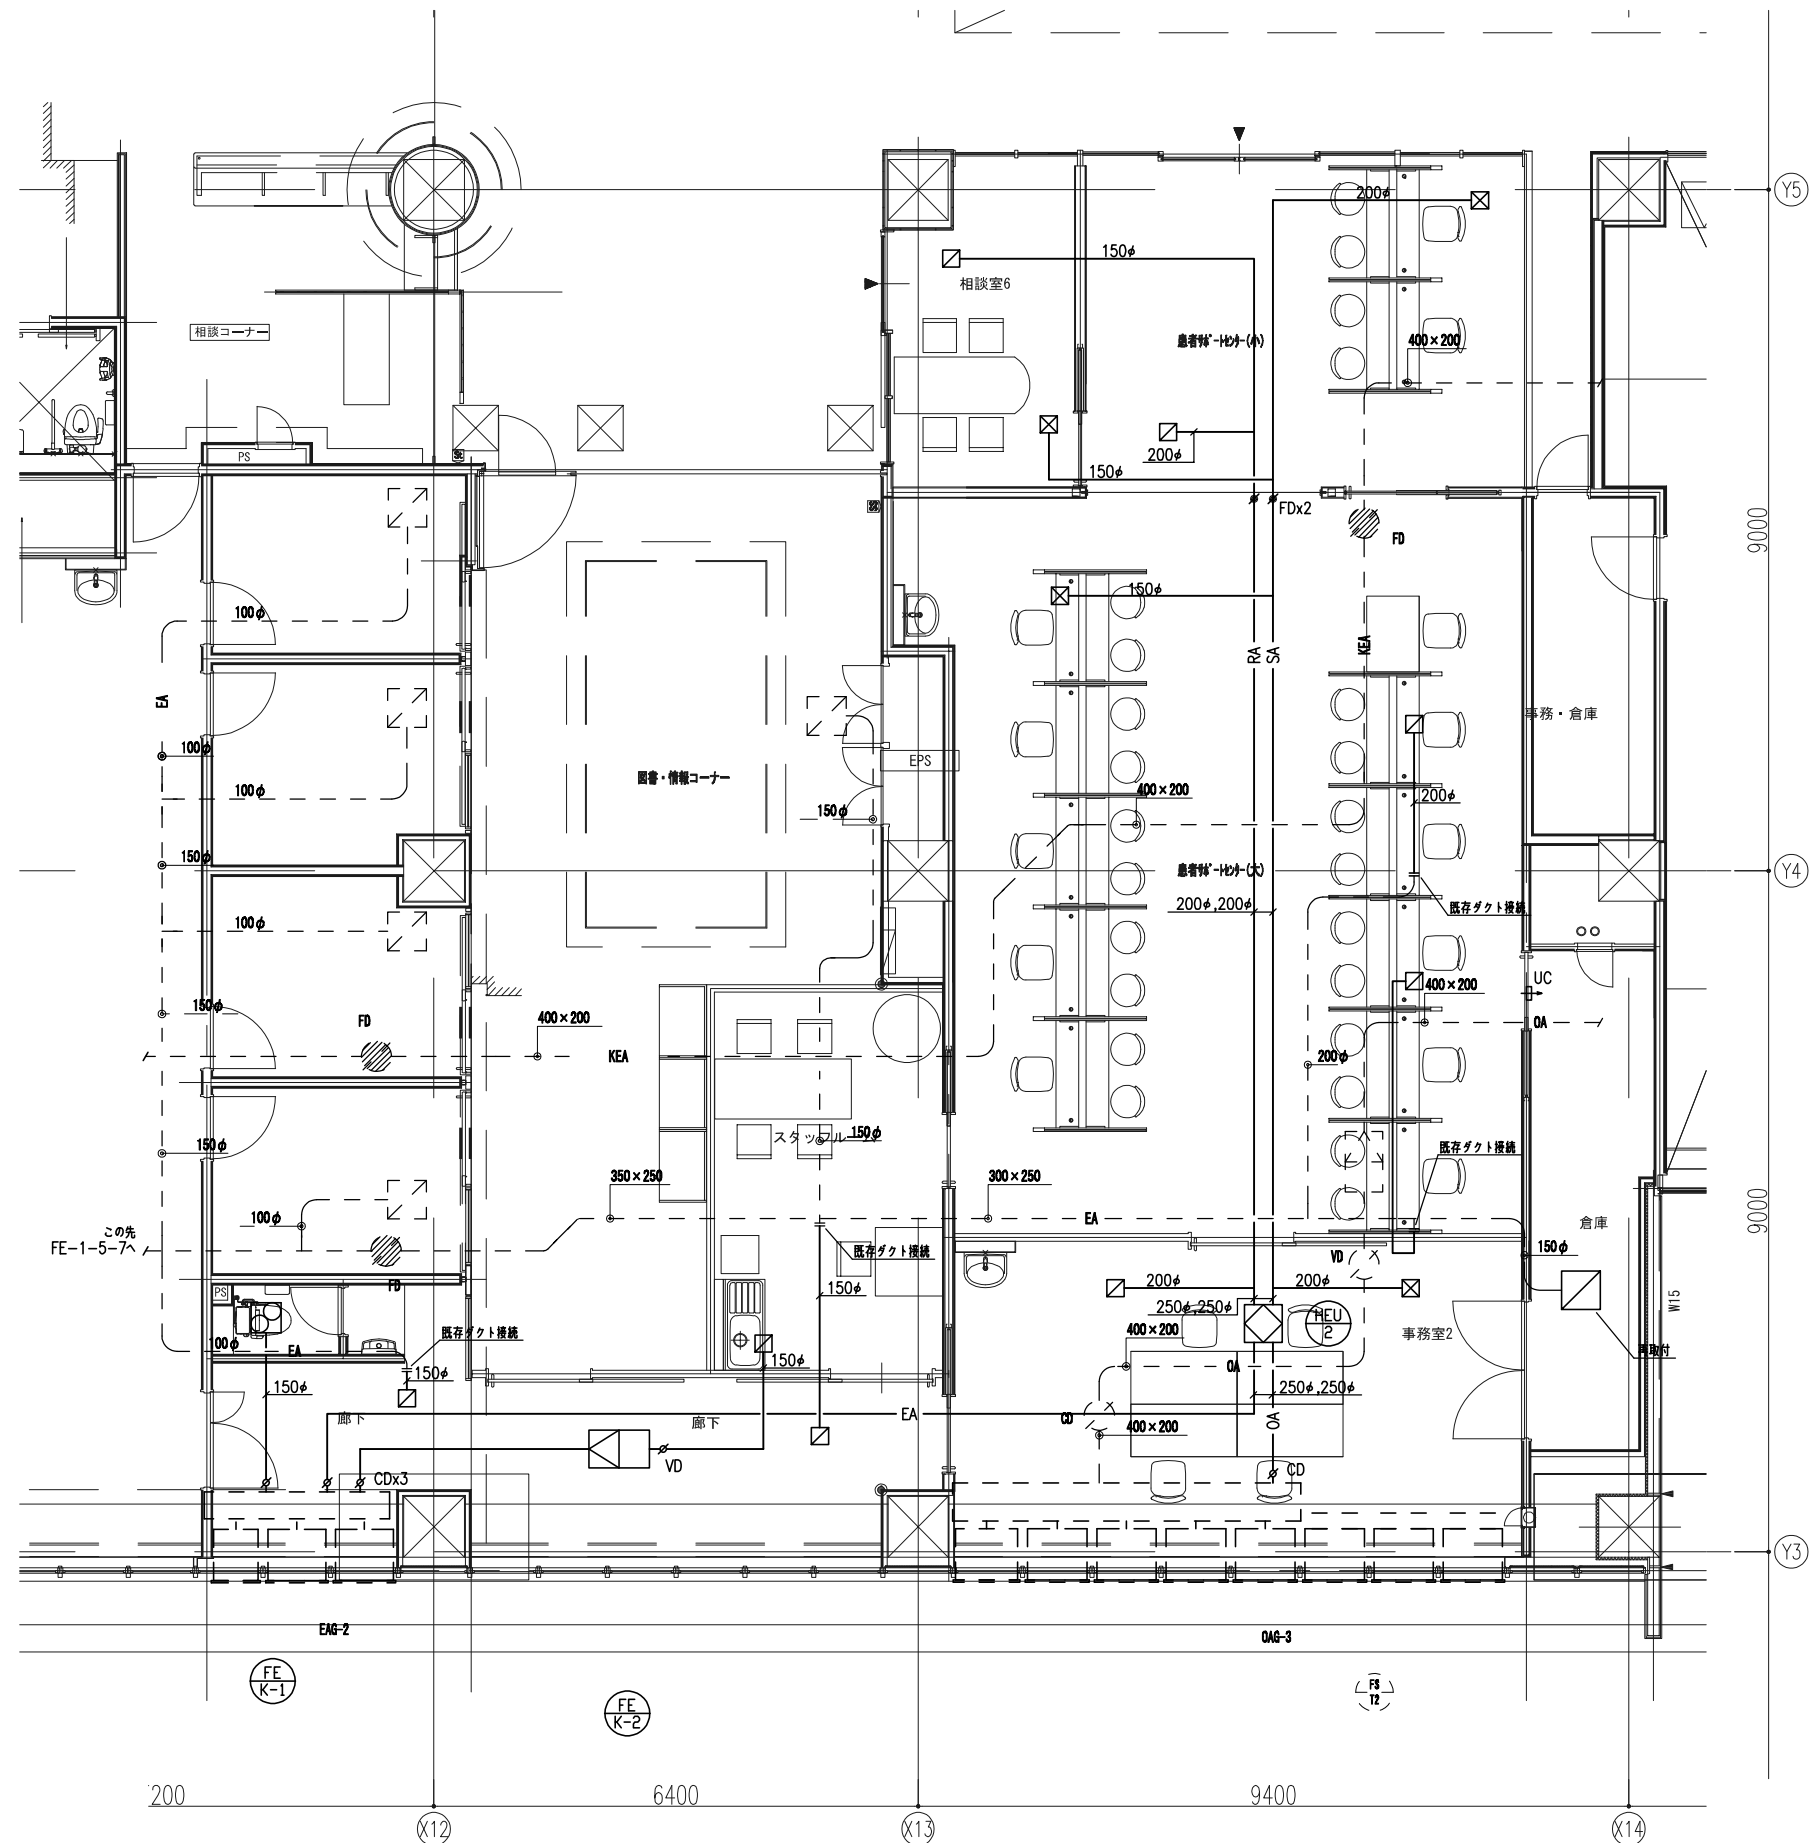 Y5
200φ
150φ
相談室6
相談コーナー
患者ｻﾎﾟｰﾄｾﾝﾀｰ(小)
400×200
PS
200φ
150φ
FDx2
FD
150φ
100φ
9000
KEA
RA
SA
EA
事務・倉庫
100φ
EPS
図書・情報コーナー
100φ
400×200
200φ
150φ
150φ
患者ｻﾎﾟｰﾄｾﾝﾀｰ(大)
Y4
200φ,200φ
既存ダクト接続
100φ
UC
400×200
150φ
FD
400×200
OA
KEA
200φ
スタッフルーム
150φ
150φ
既存ダクト接続
350×250
300×250
100φ
EA
倉庫
9000
この先
FE-1-5-7へ
既存ダクト接続
VD
150φ
FD
200φ
200φ
PS
150φ
250φ,250φ
HEU
2
W15
既存ダクト接続
400×200
事務室2
100φ
EA
再取付
150φ
150φ
OA
150φ
250φ,250φ
廊下
廊下
EA
CD
OA
400×200
VD
CDx3
CD
Y3
EAG-2
OAG-3
FE
K-1
FE
K-2
FS
T2
200
6400
9400
X12
X13
X14